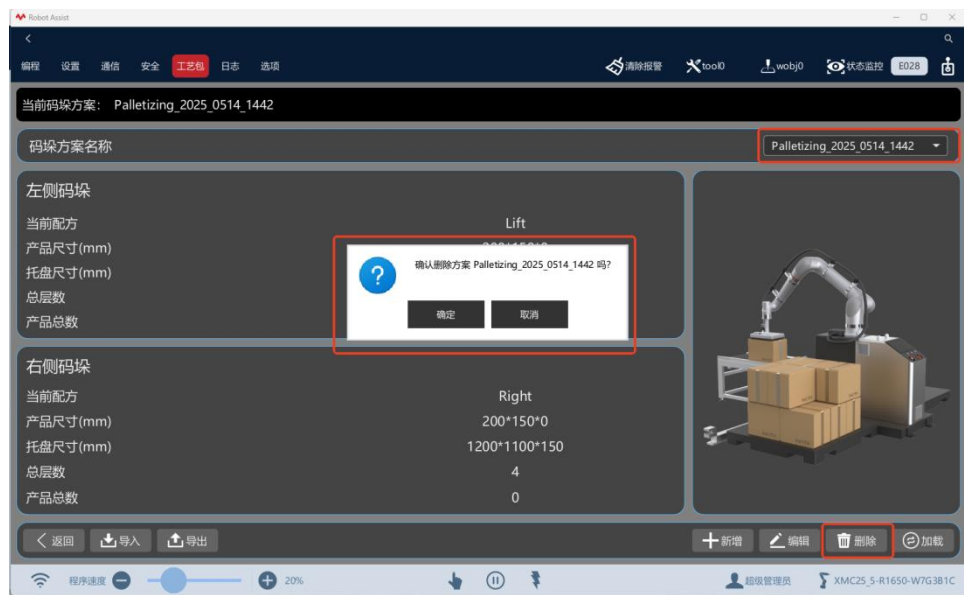 Robot Assist
编程 设置 通信 安全 工艺包 日志 选项 清除报警 tool0 wobj0 状态监控 E028
当前码垛方案: Palletizing_2025_0514_1442
码垛方案名称 Palletizing_2025_0514_1442
左侧码垛
当前配方 Lift
产品尺寸(mm)
托盘尺寸(mm)
总层数
产品总数
确认删除方案 Palletizing_2025_0514_1442 吗?
确定 取消
右侧码垛
当前配方 Right
产品尺寸(mm) 200*150*0
托盘尺寸(mm) 1200*1100*150
总层数 4
产品总数 0
返回 导入 导出 新增 编辑 删除 加载
程序速度 20% 超级管理员 XMC25_5-R1650-W7G3B1C